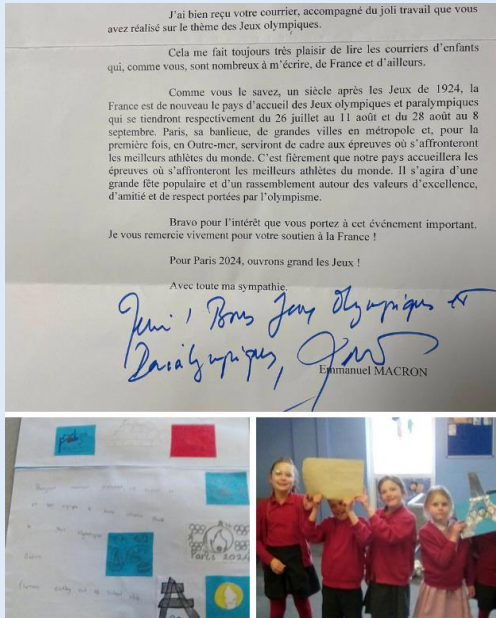 J'ai bien reçu votre courrier, accompagné du joli travail que vous
avez réalisé sur le thème des Jeux olympiques.
Cela me fait toujours très plaisir de lire les courriers d'enfants
qui, comme vous, sont nombreux à m'écrire, de France et d'ailleurs.
Comme vous le savez, un siècle après les Jeux de 1924, la
France est de nouveau le pays d'accueil des Jeux olympiques et paralympiques
qui se tiendront respectivement du 26 juillet au 11 août et du 28 août au 8
septembre. Paris, sa banlieue, de grandes villes en métropole et, pour la
première fois, en Outre-mer, serviront de cadre aux épreuves où s'affronteront
les meilleurs athlètes du monde. C'est fièrement que notre pays accueillera les
épreuves où s'affronteront les meilleurs athlètes du monde. Il s'agira d'une
grande fête populaire et d'un rassemblement autour des valeurs d'excellence,
d'amitié et de respect portées par l'olympisme.
Bravo pour l'intérêt que vous portez à cet événement important.
Je vous remercie vivement pour votre soutien à la France !
Pour Paris 2024, ouvrons grand les Jeux !
Avec toute ma sympathie.
Bons Jeux Olympiques et
Paralympiques,
Emmanuel MACRON
Bonjour